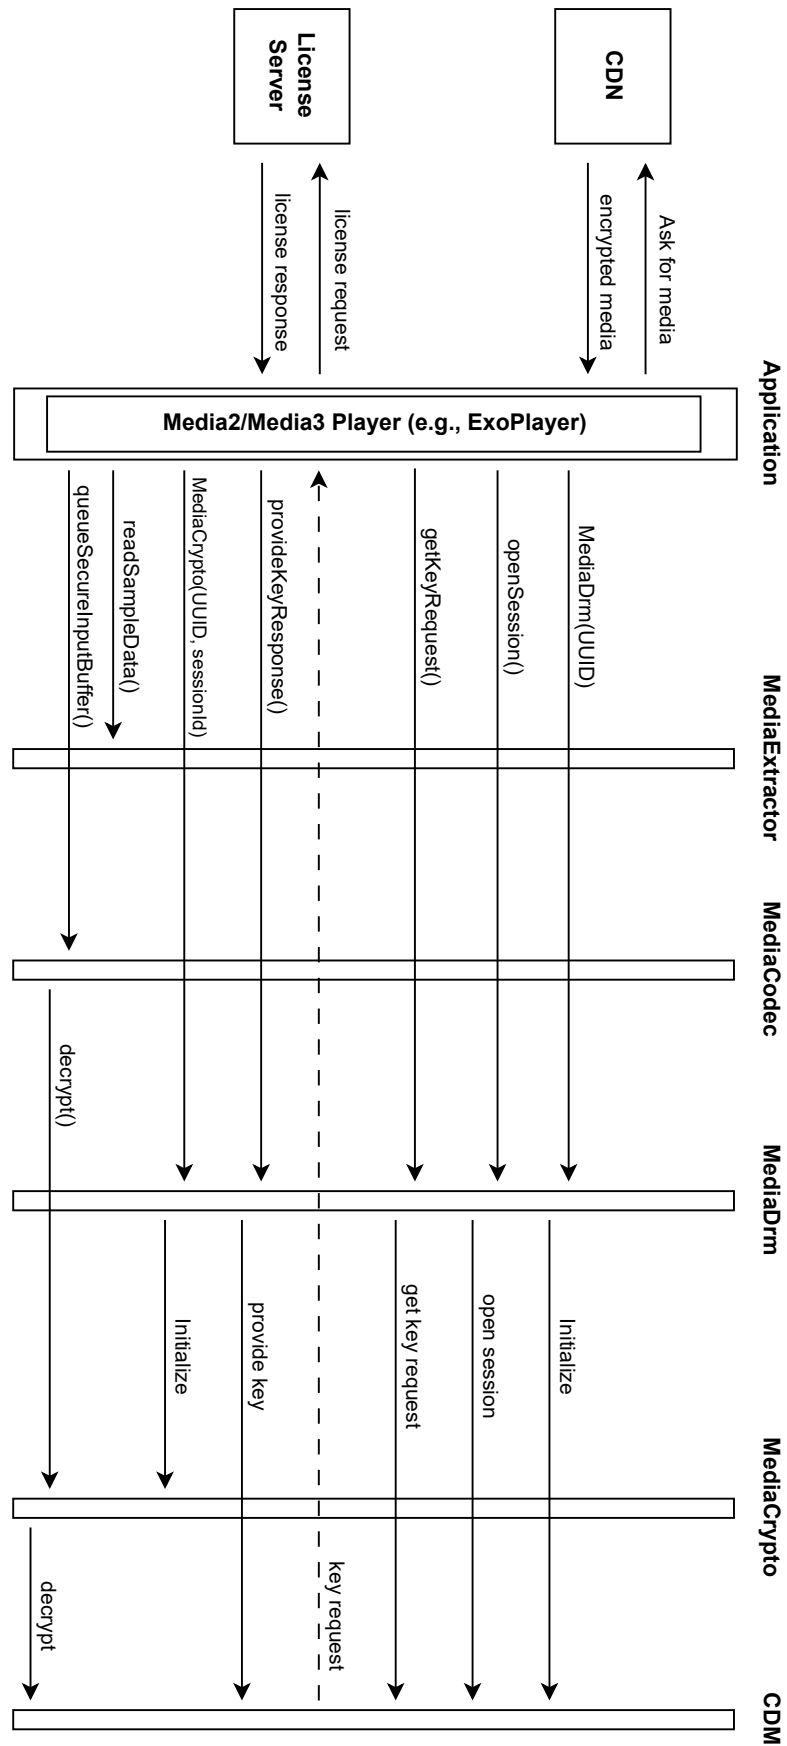 Application
MediaExtractor
MediaCodec
MediaDrm
MediaCrypto
CDM
CDN
Ask for media
encrypted media
MediaDrm(UUID)
Initialize
openSession()
open session
getKeyRequest()
get key request
key request
License
Server
license request
license response
Media2/Media3 Player (e.g., ExoPlayer)
provideKeyResponse()
provide key
MediaCrypto(UUID, sessionId)
Initialize
readSampleData()
queueSecureInputBuffer()
decrypt()
decrypt